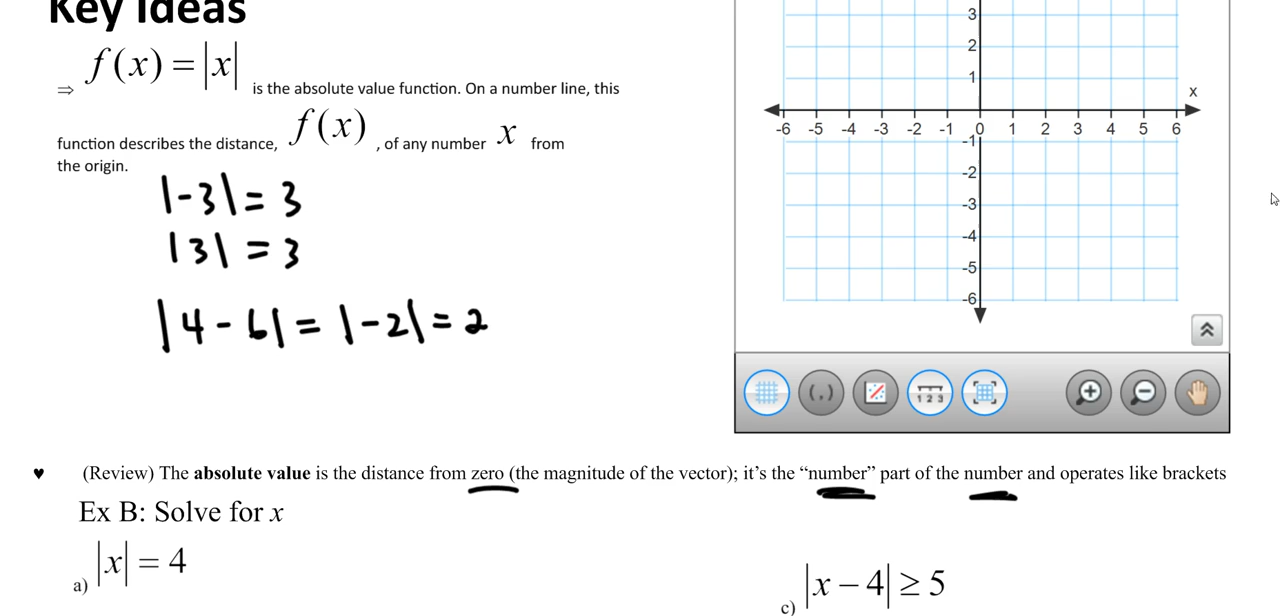 Key Ideas
⇒ f(x) = |x| is the absolute value function. On a number line, this
function describes the distance, f(x) , of any number x from
the origin.
|-3| = 3
|3| = 3
|4 - 6| = |-2| = 2
3
2
1
x
-6 -5 -4 -3 -2 -1 0 1 2 3 4 5 6
-1
-2
-3
-4
-5
-6
(,) 1 2 3
♥ (Review) The absolute value is the distance from zero (the magnitude of the vector); it’s the “number” part of the number and operates like brackets
Ex B: Solve for x
a) |x| = 4
c) |x − 4| ≥ 5